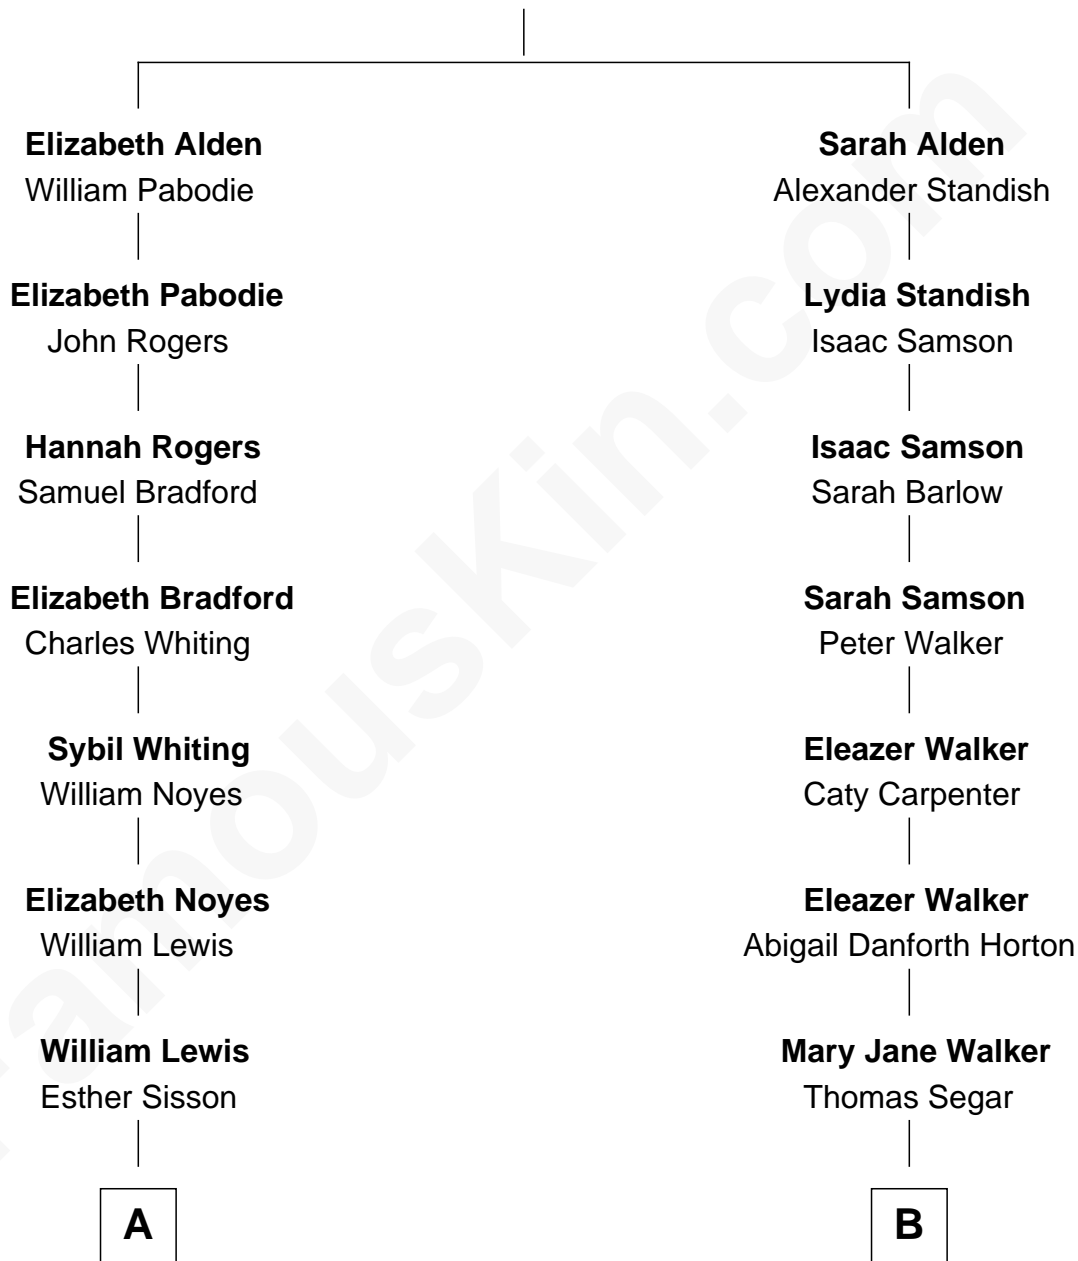 Elizabeth Alden
William Pabodie
Elizabeth Pabodie
John Rogers
Hannah Rogers
Samuel Bradford
Elizabeth Bradford
Charles Whiting
Sybil Whiting
William Noyes
Elizabeth Noyes
William Lewis
William Lewis
Esther Sisson
A
Sarah Alden
Alexander Standish
Lydia Standish
Isaac Samson
Isaac Samson
Sarah Barlow
Sarah Samson
Peter Walker
Eleazer Walker
Caty Carpenter
Eleazer Walker
Abigail Danforth Horton
Mary Jane Walker
Thomas Segar
B
FamousKin.com